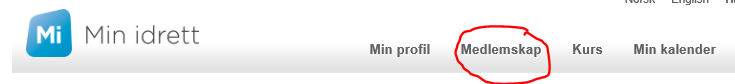 Norsk English
Mi Min idrett
Min profil Medlemskap Kurs Min kalender